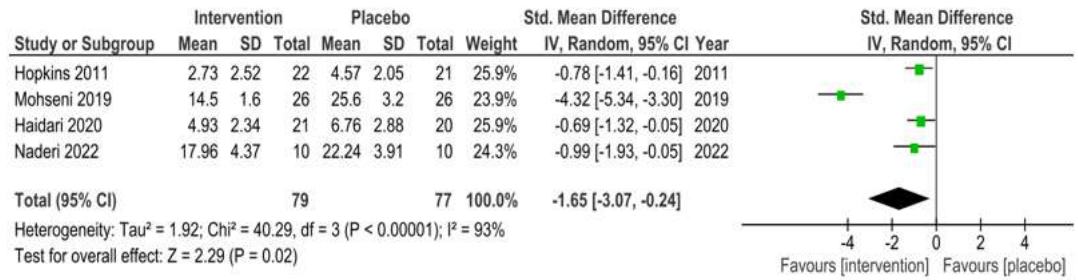 Intervention Placebo Std. Mean Difference Std. Mean Difference
Study or Subgroup Mean SD Total Mean SD Total Weight IV, Random, 95% CI Year IV, Random, 95% CI
Hopkins 2011 2.73 2.52 22 4.57 2.05 21 25.9% -0.78 [-1.41, -0.16] 2011
Mohseni 2019 14.5 1.6 26 25.6 3.2 26 23.9% -4.32 [-5.34, -3.30] 2019
Haidari 2020 4.93 2.34 21 6.76 2.88 20 25.9% -0.69 [-1.32, -0.05] 2020
Naderi 2022 17.96 4.37 10 22.24 3.91 10 24.3% -0.99 [-1.93, -0.05] 2022
Total (95% CI) 79 77 100.0% -1.65 [-3.07, -0.24]
Heterogeneity: Tau² = 1.92; Chi² = 40.29, df = 3 (P < 0.00001); I² = 93%
Test for overall effect: Z = 2.29 (P = 0.02)
-4 -2 0 2 4
Favours [intervention] Favours [placebo]